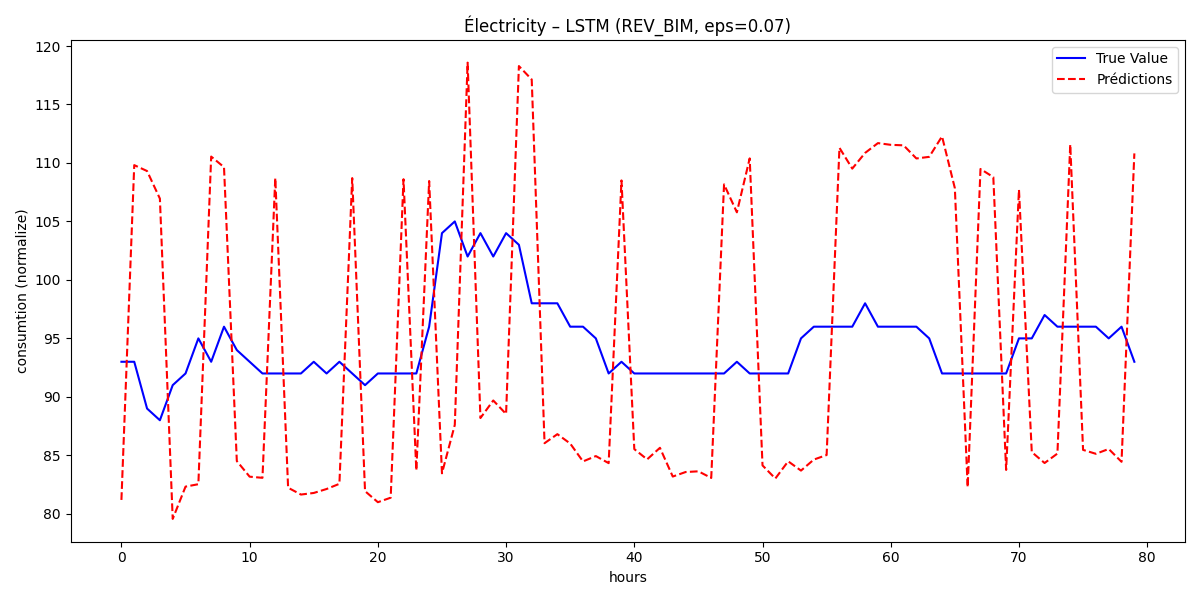 Électricity – LSTM (REV_BIM, eps=0.07)
120
115
110
105
100
95
90
85
80
consumtion (normalize)
True Value
Prédictions
0 10 20 30 40 50 60 70 80
hours